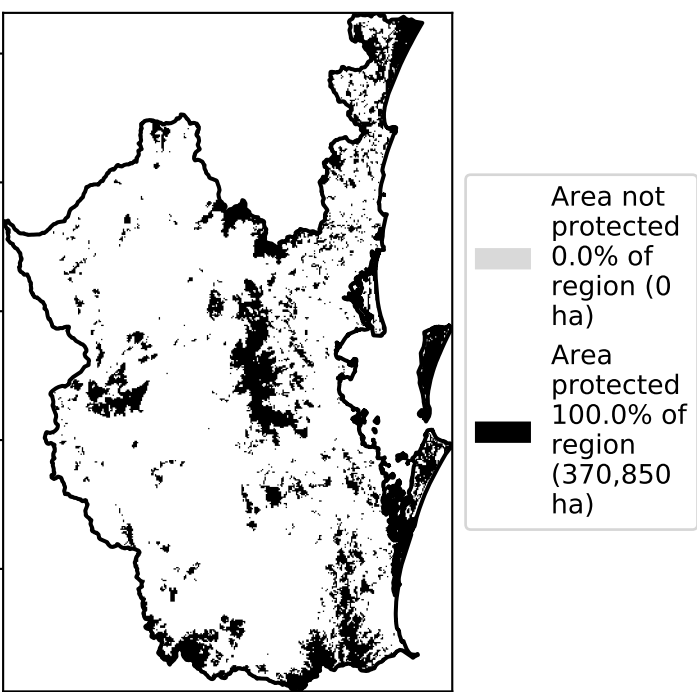 Area not
protected
0.0% of
region (0
ha)
Area
protected
100.0% of
region
(370,850
ha)